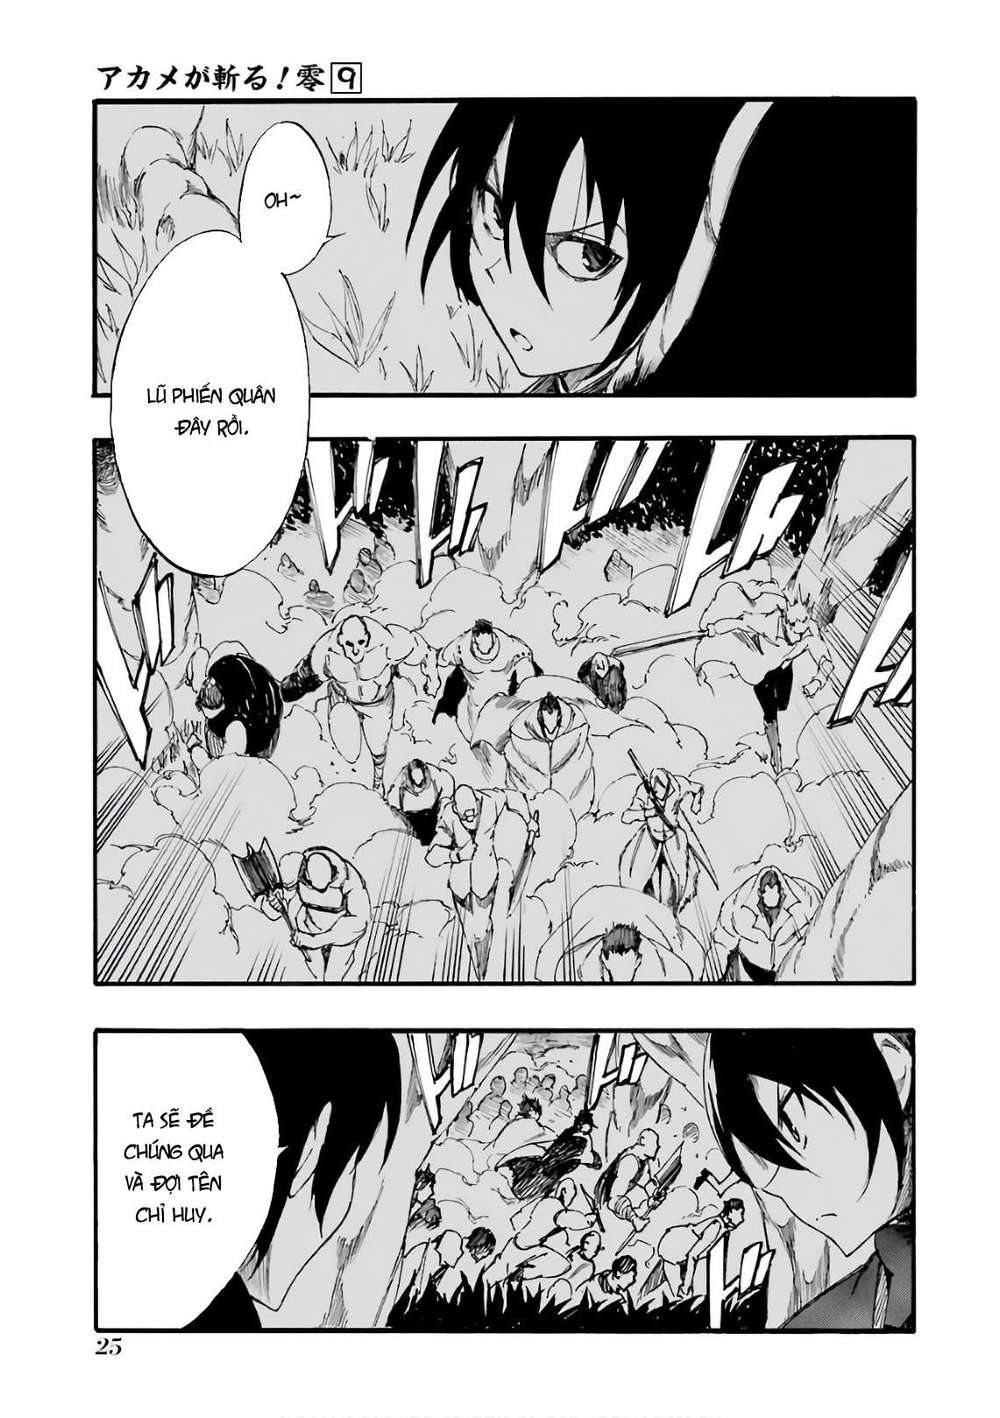 アカメが斬る!零9
OH~
LŨ PHIẾN QUÂN
ĐÂY RỒI.
TA SẼ ĐỂ
CHÚNG QUA
VÀ ĐỢI TÊN
CHỈ HUY.
25